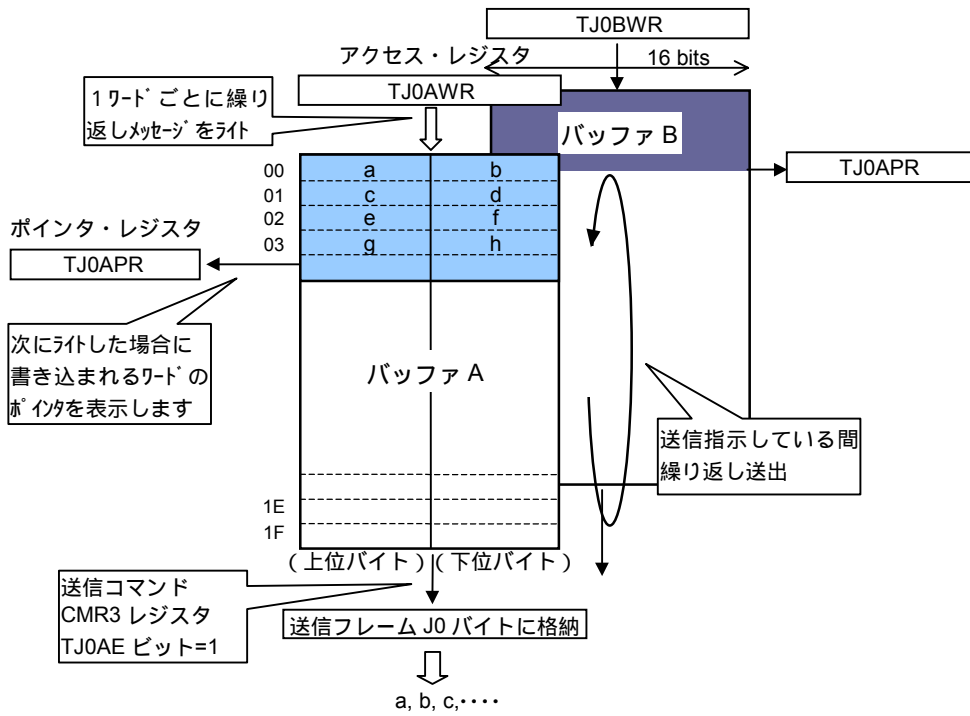 TJ0BWR
アクセス・レジスタ
16 bits
TJ0AWR
1ﾜｰﾄﾞごとに繰り
返しﾒｯｾｰｼﾞをライト
バッファ B
TJ0APR
00 a b
01 c d
02 e f
03 g h
ポインタ・レジスタ
TJ0APR
次にﾗｲﾄした場合に
書き込まれるﾜｰﾄﾞの
ﾎﾟｲﾝﾀを表示します
バッファ A
送信指示している間
繰り返し送出
1E
1F
(上位バイト) (下位バイト)
送信コマンド
CMR3 レジスタ
TJ0AE ビット=1
送信フレーム J0 バイトに格納
a, b, c,････